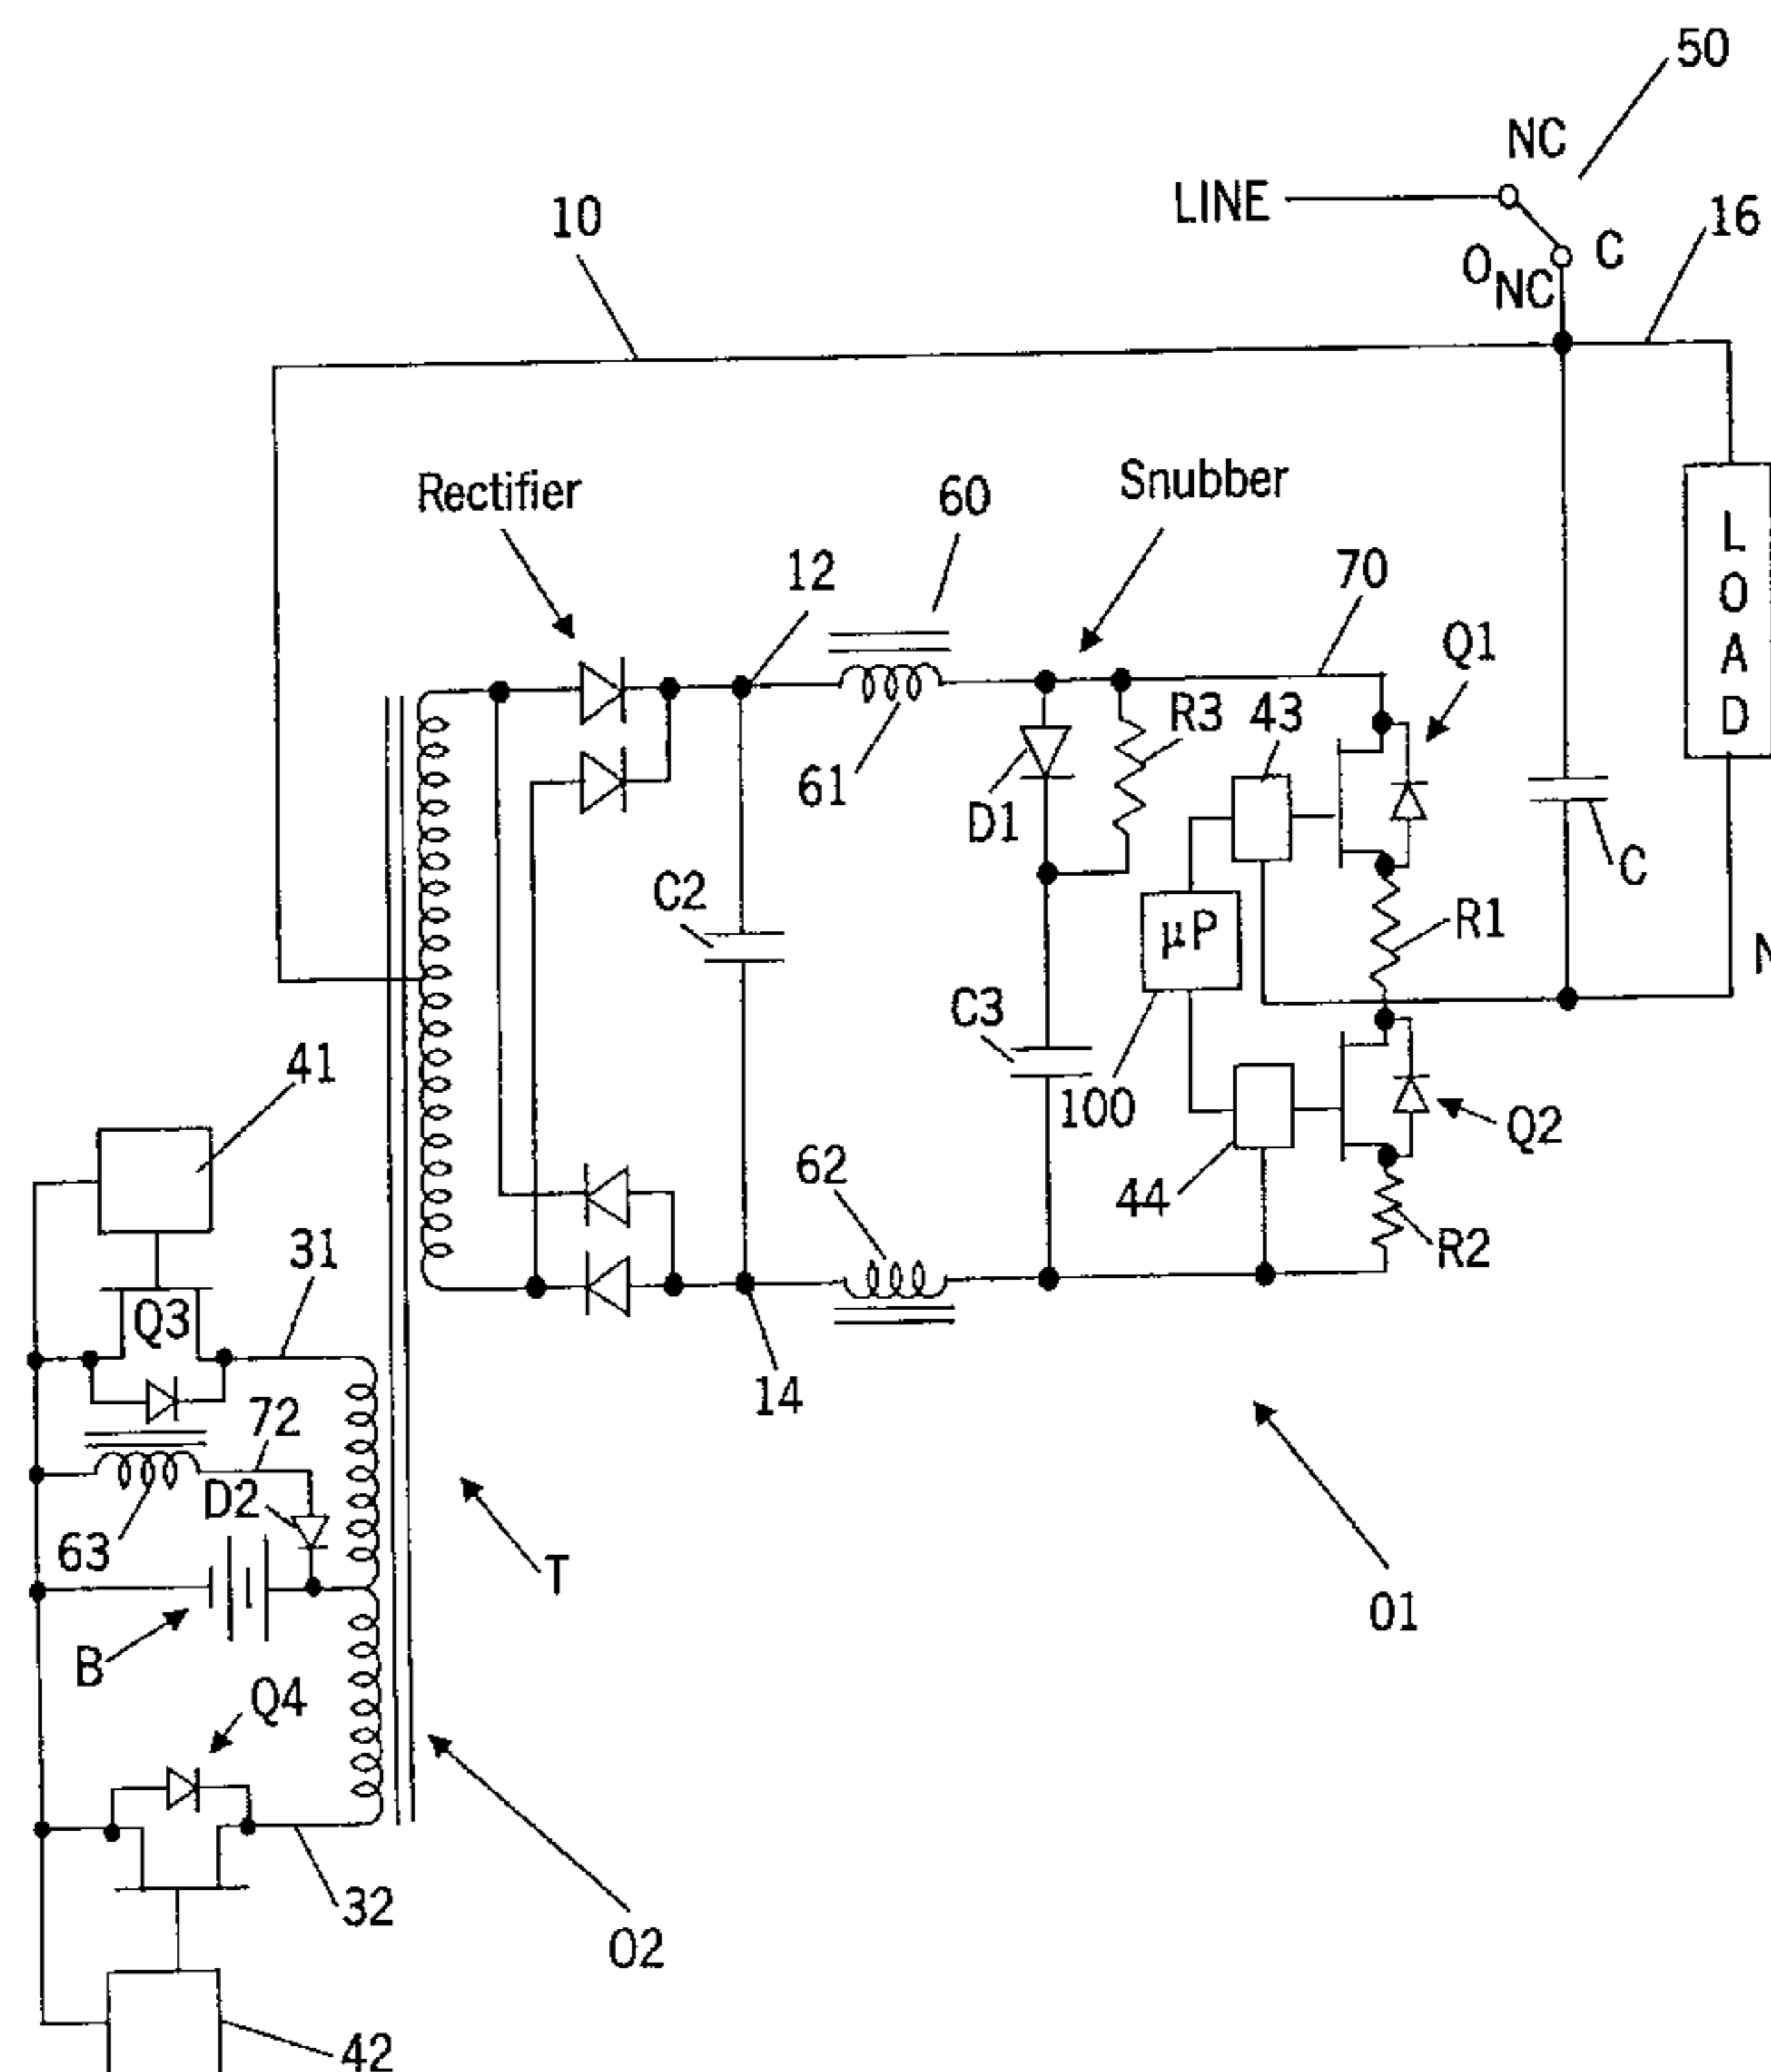 50
NC
LINE
10
16
C
O
NC
Rectifier
60
Snubber
L
O
A
D
12
70
Q1
R3
43
61
D1
C
C2
μP
R1
N
C3
41
100
Q2
62
44
31
R2
Q3
14
72
D2
63
T
01
B
Q4
32
02
42